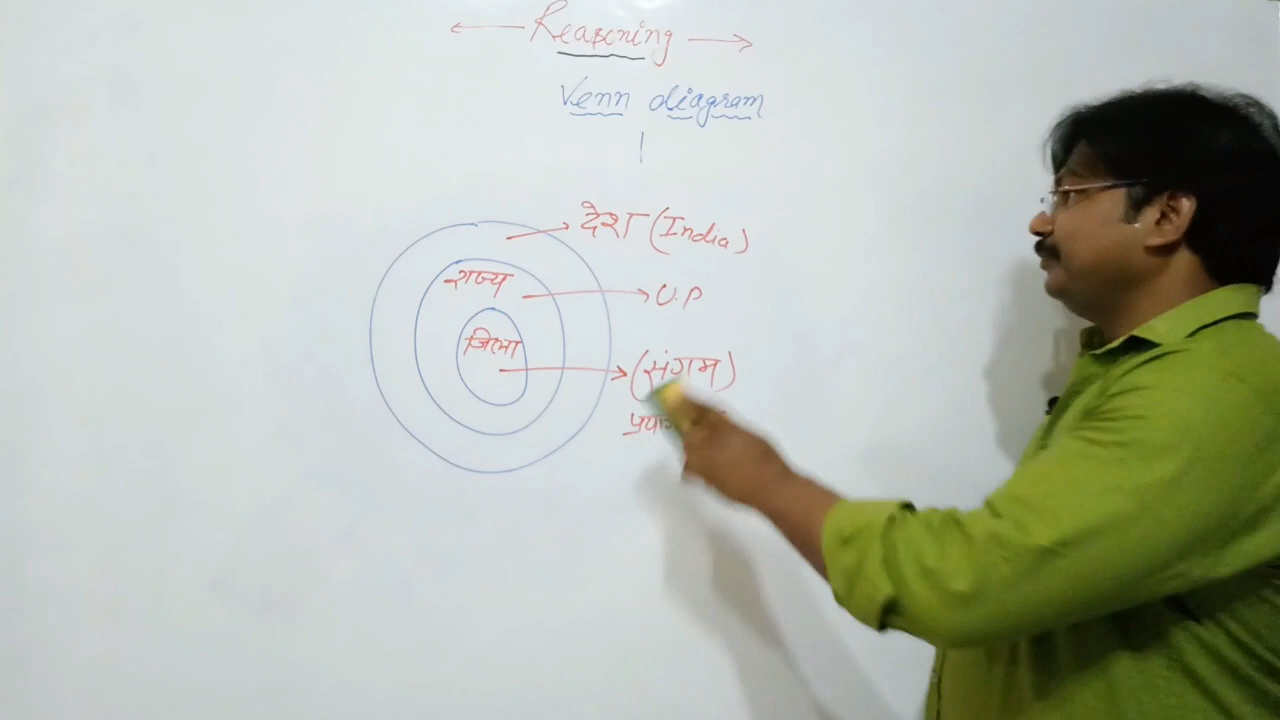 Reasoning
Venn diagram
देश (India)
राज्य
U.P
जिला
(संगम)